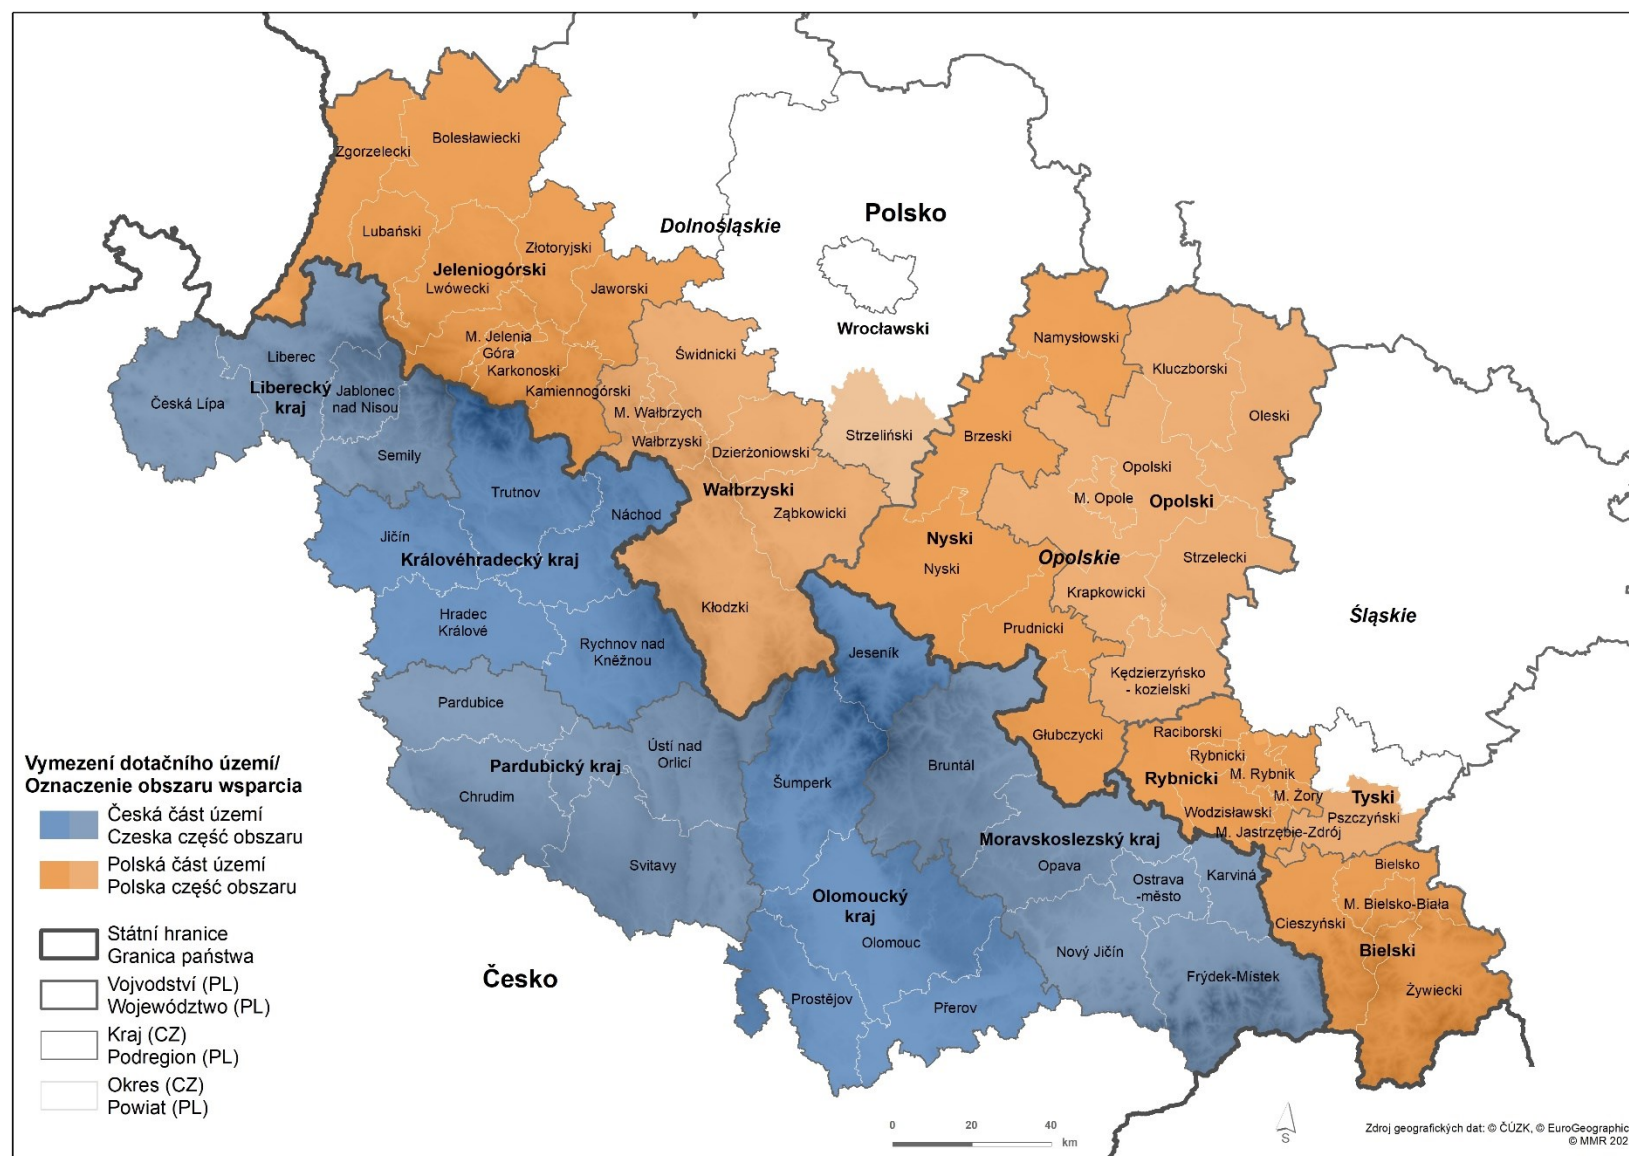 Zgorzelecki
Bolesławiecki
Lubański
Złotoryjski
Jeleniogórski
Lwówecki
Jaworski
M. Jelenia
Góra
Karkonoski
Kamiennogórski
Dolnośląskie
Polsko
Wrocławski
Świdnicki
M. Wałbrzych
Wałbrzyski
Dzierżoniowski
Strzeliński
Wałbrzyski
Ząbkowicki
Kłodzki
Namysłowski
Kluczborski
Oleski
Brzeski
Opolski
M. Opole
Opolski
Nyski
Nyski
Opolskie
Strzelecki
Krapkowicki
Prudnicki
Kędzierzyńsko
- kozielski
Głubczycki
Śląskie
Raciborski
Rybnicki
M. Rybnik
Rybnicki
M. Żory
Wodzisławski
M. Jastrzębie-Zdrój
Tyski
Pszczyński
Bielsko
M. Bielsko-Biała
Cieszyński
Bielski
Żywiecki
Liberec
Liberecký
kraj
Jablonec
nad Nisou
Česká Lípa
Semily
Trutnov
Náchod
Jičín
Královéhradecký kraj
Hradec
Králové
Rychnov nad
Kněžnou
Pardubice
Ústí nad
Orlicí
Pardubický kraj
Chrudim
Svitavy
Jeseník
Šumperk
Bruntál
Moravskoslezský kraj
Opava
Ostrava
-město
Karviná
Olomoucký
kraj
Olomouc
Nový Jičín
Frýdek-Místek
Prostějov
Přerov
Česko
Vymezení dotačního území/
Oznaczenie obszaru wsparcia
Česká část území
Czeska część obszaru
Polská část území
Polska część obszaru
Státní hranice
Granica państwa
Vojvodství (PL)
Województwo (PL)
Kraj (CZ)
Podregion (PL)
Okres (CZ)
Powiat (PL)
0 20 40
km
S
Zdroj geografických dat: © ČÚZK, © EuroGeographic
© MMR 202